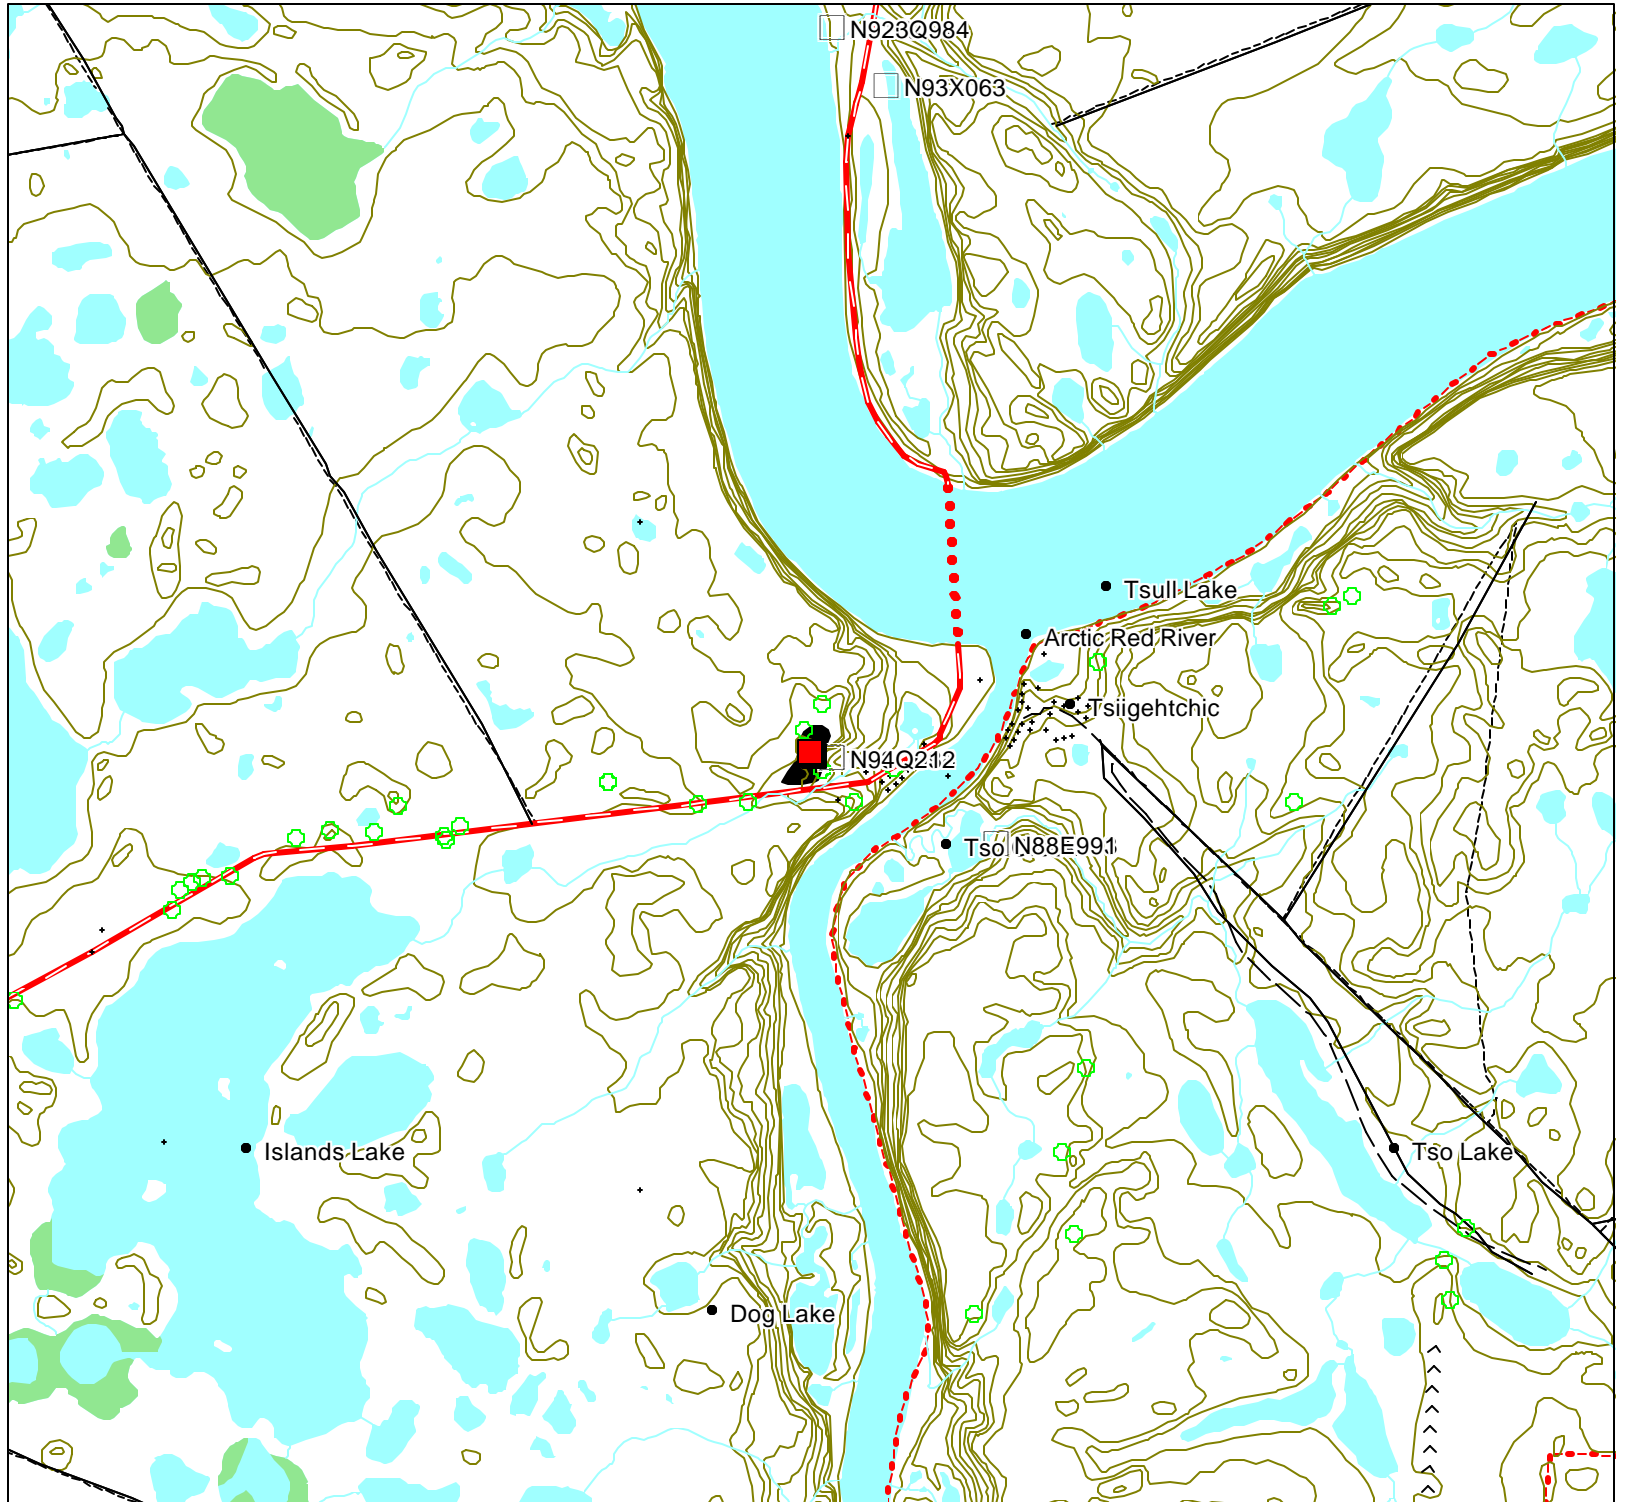 N923Q984
N93X063
Tsull Lake
Arctic Red River
Tsiigehtchic
N94Q212
Tso
N88E991
Islands Lake
Tso Lake
Dog Lake